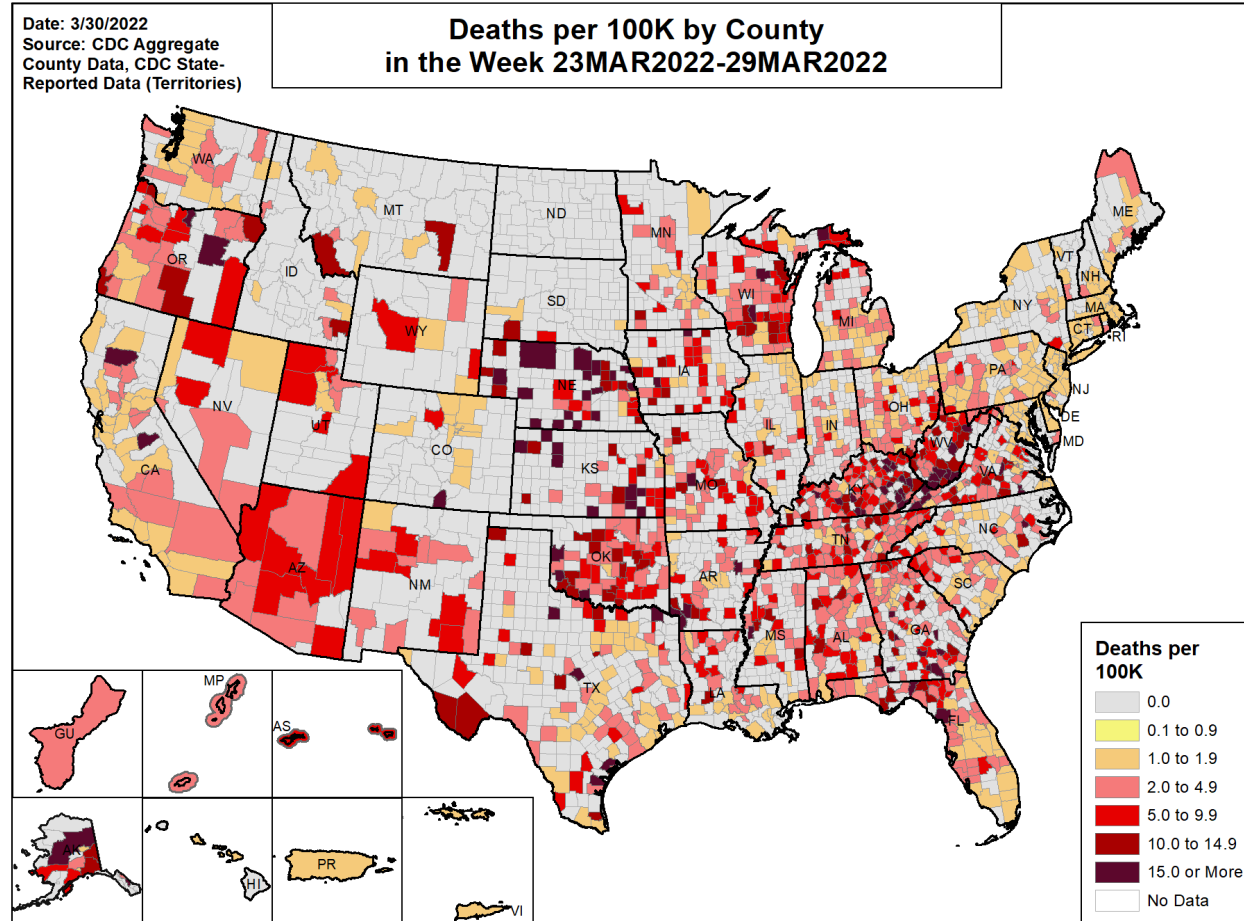 Date: 3/30/2022
Source: CDC Aggregate
County Data, CDC State-
Reported Data (Territories)
Deaths per 100K by County
in the Week 23MAR2022-29MAR2022
WA
MT
ND
MN
ME
OR
ID
SD
WI
MI
VT
NH
NY
MA
CT
RI
WY
NE
IA
PA
NJ
NV
UT
CO
IL
IN
OH
DE
MD
WV
CA
KS
MO
KY
VA
AZ
NM
OK
AR
TN
NC
SC
MS
AL
GA
TX
LA
FL
GU
MP
AS
AK
HI
PR
VI
Deaths per
100K
0.0
0.1 to 0.9
1.0 to 1.9
2.0 to 4.9
5.0 to 9.9
10.0 to 14.9
15.0 or More
No Data